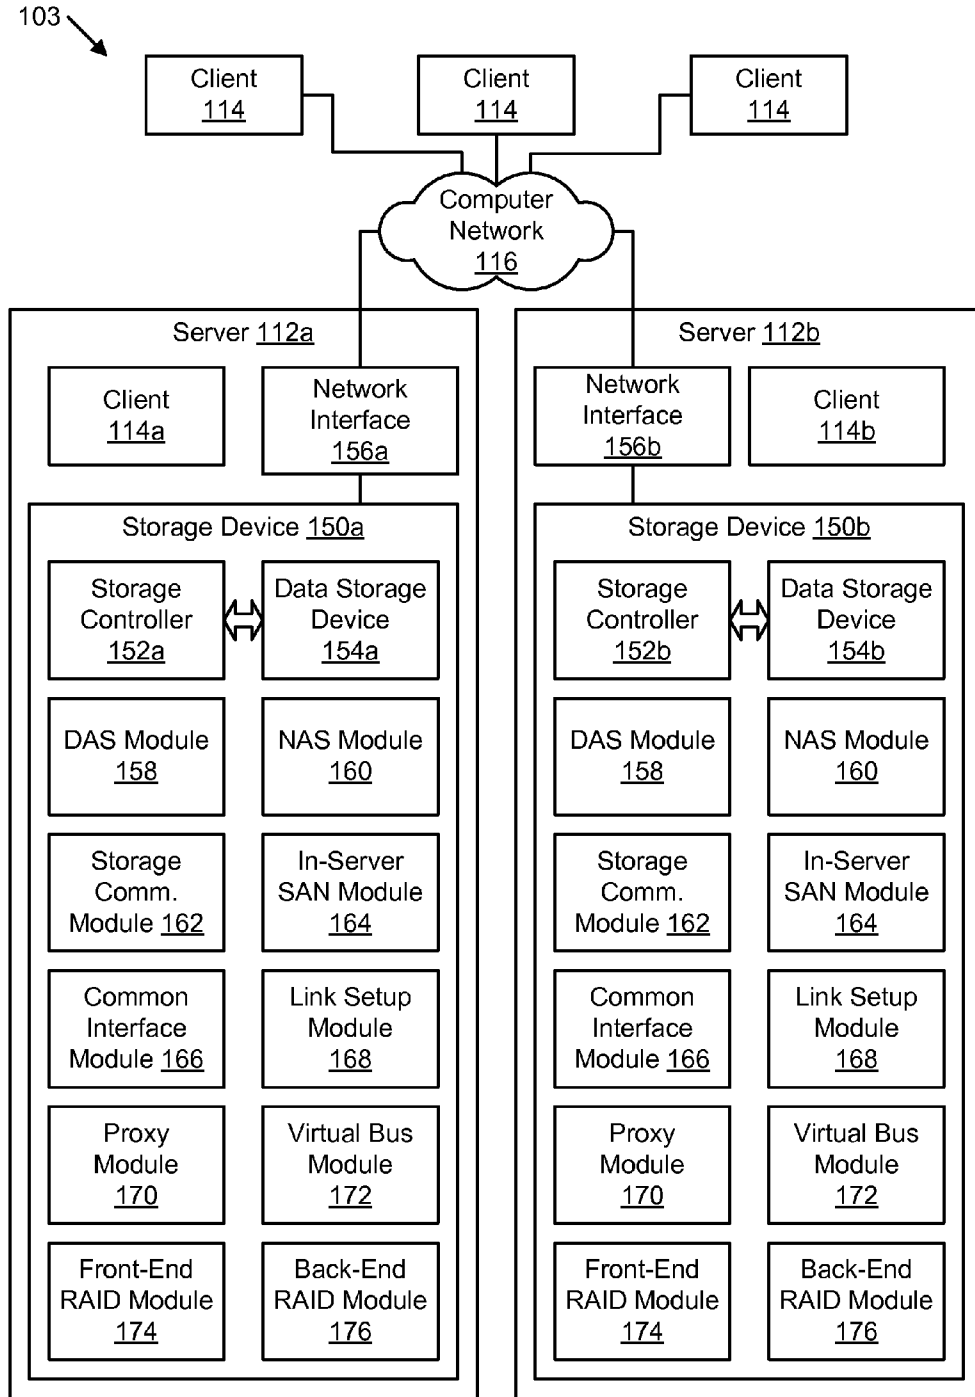 103
Client
114
Client
114
Client
114
Computer
Network
116
Server 112a
Client
114a
Network
Interface
156a
Storage Device 150a
Storage
Controller
152a
Data Storage
Device
154a
DAS Module
158
NAS Module
160
Storage
Comm.
Module 162
In-Server
SAN Module
164
Common
Interface
Module 166
Link Setup
Module
168
Proxy
Module
170
Virtual Bus
Module
172
Front-End
RAID Module
174
Back-End
RAID Module
176
Server 112b
Network
Interface
156b
Client
114b
Storage Device 150b
Storage
Controller
152b
Data Storage
Device
154b
DAS Module
158
NAS Module
160
Storage
Comm.
Module 162
In-Server
SAN Module
164
Common
Interface
Module 166
Link Setup
Module
168
Proxy
Module
170
Virtual Bus
Module
172
Front-End
RAID Module
174
Back-End
RAID Module
176